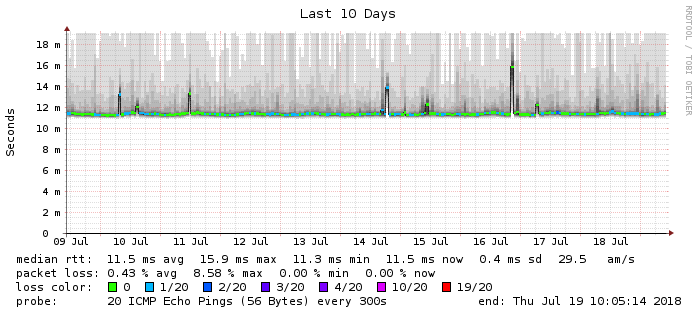 Last 10 Days
RRDTOOL / TOBI OETIKER
Seconds
18 m
16 m
14 m
12 m
10 m
8 m
6 m
4 m
2 m
0
09 Jul 10 Jul 11 Jul 12 Jul 13 Jul 14 Jul 15 Jul 16 Jul 17 Jul 18 Jul
median rtt: 11.5 ms avg 15.9 ms max 11.3 ms min 11.5 ms now 0.4 ms sd 29.5 am/s
packet loss: 0.43 % avg 8.58 % max 0.00 % min 0.00 % now
loss color: 0 1/20 2/20 3/20 4/20 10/20 19/20
probe: 20 ICMP Echo Pings (56 Bytes) every 300s end: Thu Jul 19 10:05:14 2018